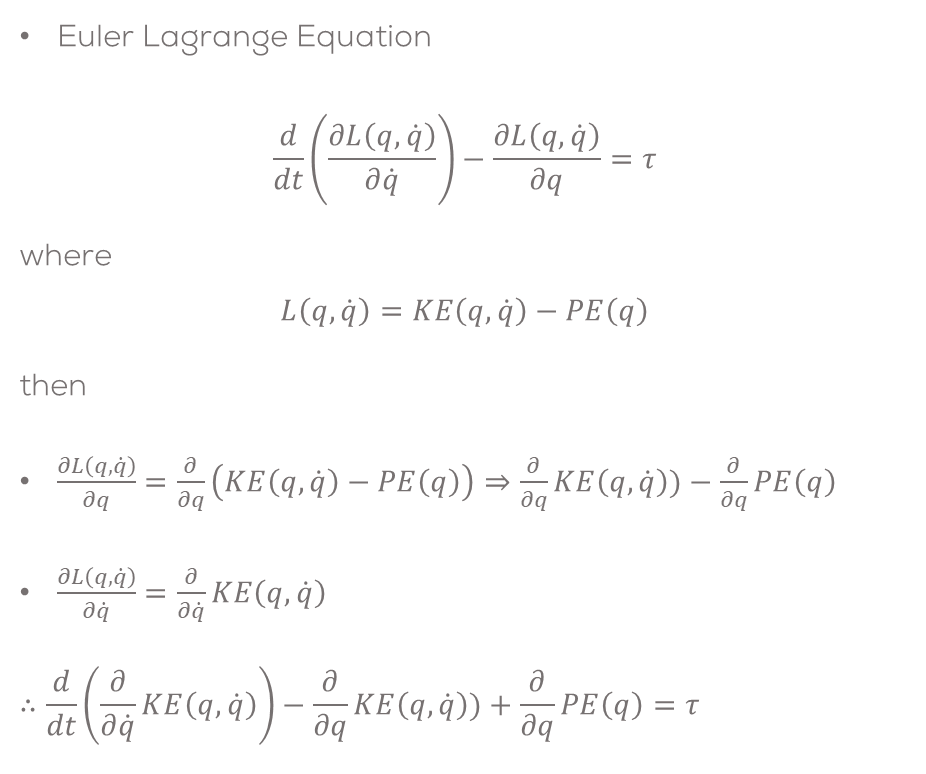 • Euler Lagrange Equation
d/dt (∂L(q, q̇)/∂q̇) − ∂L(q, q̇)/∂q = τ
where
L(q, q̇) = KE(q, q̇) − PE(q)
then
• ∂L(q,q̇)/∂q = ∂/∂q (KE(q, q̇) − PE(q)) ⇒ ∂/∂q KE(q, q̇)) − ∂/∂q PE(q)
• ∂L(q,q̇)/∂q̇ = ∂/∂q̇ KE(q, q̇)
∴ d/dt (∂/∂q̇ KE(q, q̇)) − ∂/∂q KE(q, q̇)) + ∂/∂q PE(q) = τ